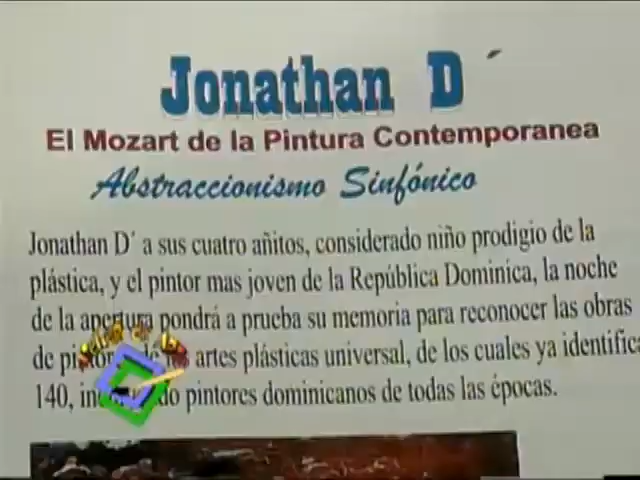 Jonathan D´
El Mozart de la Pintura Contemporanea
Abstraccionismo Sinfónico
Jonathan D´ a sus cuatro añitos, considerado niño prodigio de la
plástica, y el pintor mas joven de la República Dominica, la noche
de la apertura pondrá a prueba su memoria para reconocer las obras
de artes plásticas universal, de los cuales ya identifica
140, pintores dominicanos de todas las épocas.